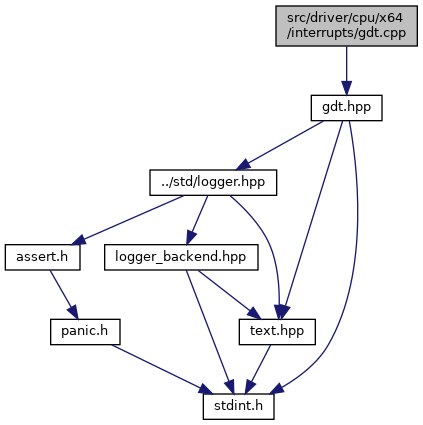 src/driver/cpu/x64
/interrupts/gdt.cpp
gdt.hpp
../std/logger.hpp
assert.h
logger_backend.hpp
panic.h
text.hpp
stdint.h